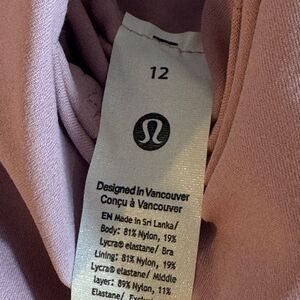 12
Designed in Vancouver
Conçu à Vancouver
EN Made in Sri Lanka/
Body: 81% Nylon, 19%
Lycra® elastane/ Bra
Lining: 81% Nylon, 19%
Lycra® elastane/ Middle
layer: 89% Nylon, 11%
Elastane/